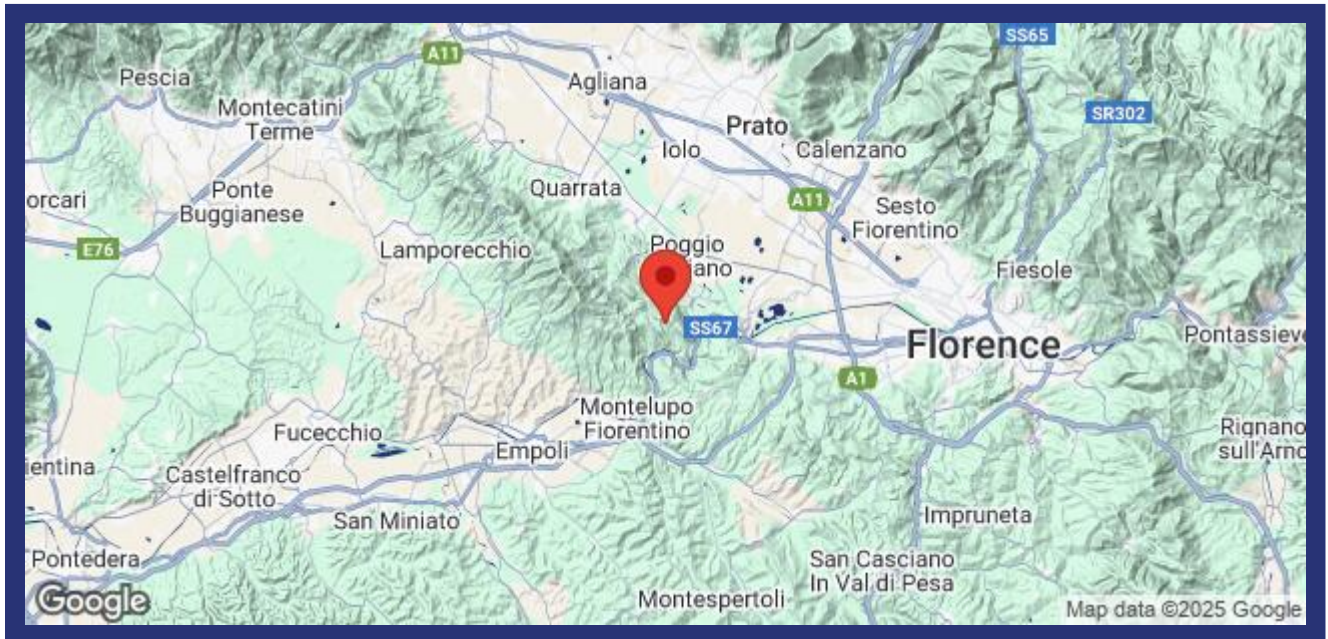 SS65
Pescia
A11
Agliana
Montecatini
Terme
SR302
Prato
Iolo
Calenzano
orcari
Ponte
Buggianese
Quarrata
A11
Sesto
Fiorentino
E76
Lamporecchio
Poggio
iano
Fiesole
SS67
Florence
Pontassieve
A1
Montelupo
Fiorentino
Fucecchio
Empoli
Rignano
sull'Arno
ientina
Castelfranco
di Sotto
San Miniato
Impruneta
Pontedera
San Casciano
In Val di Pesa
Montespertoli
Google
Map data ©2025 Google